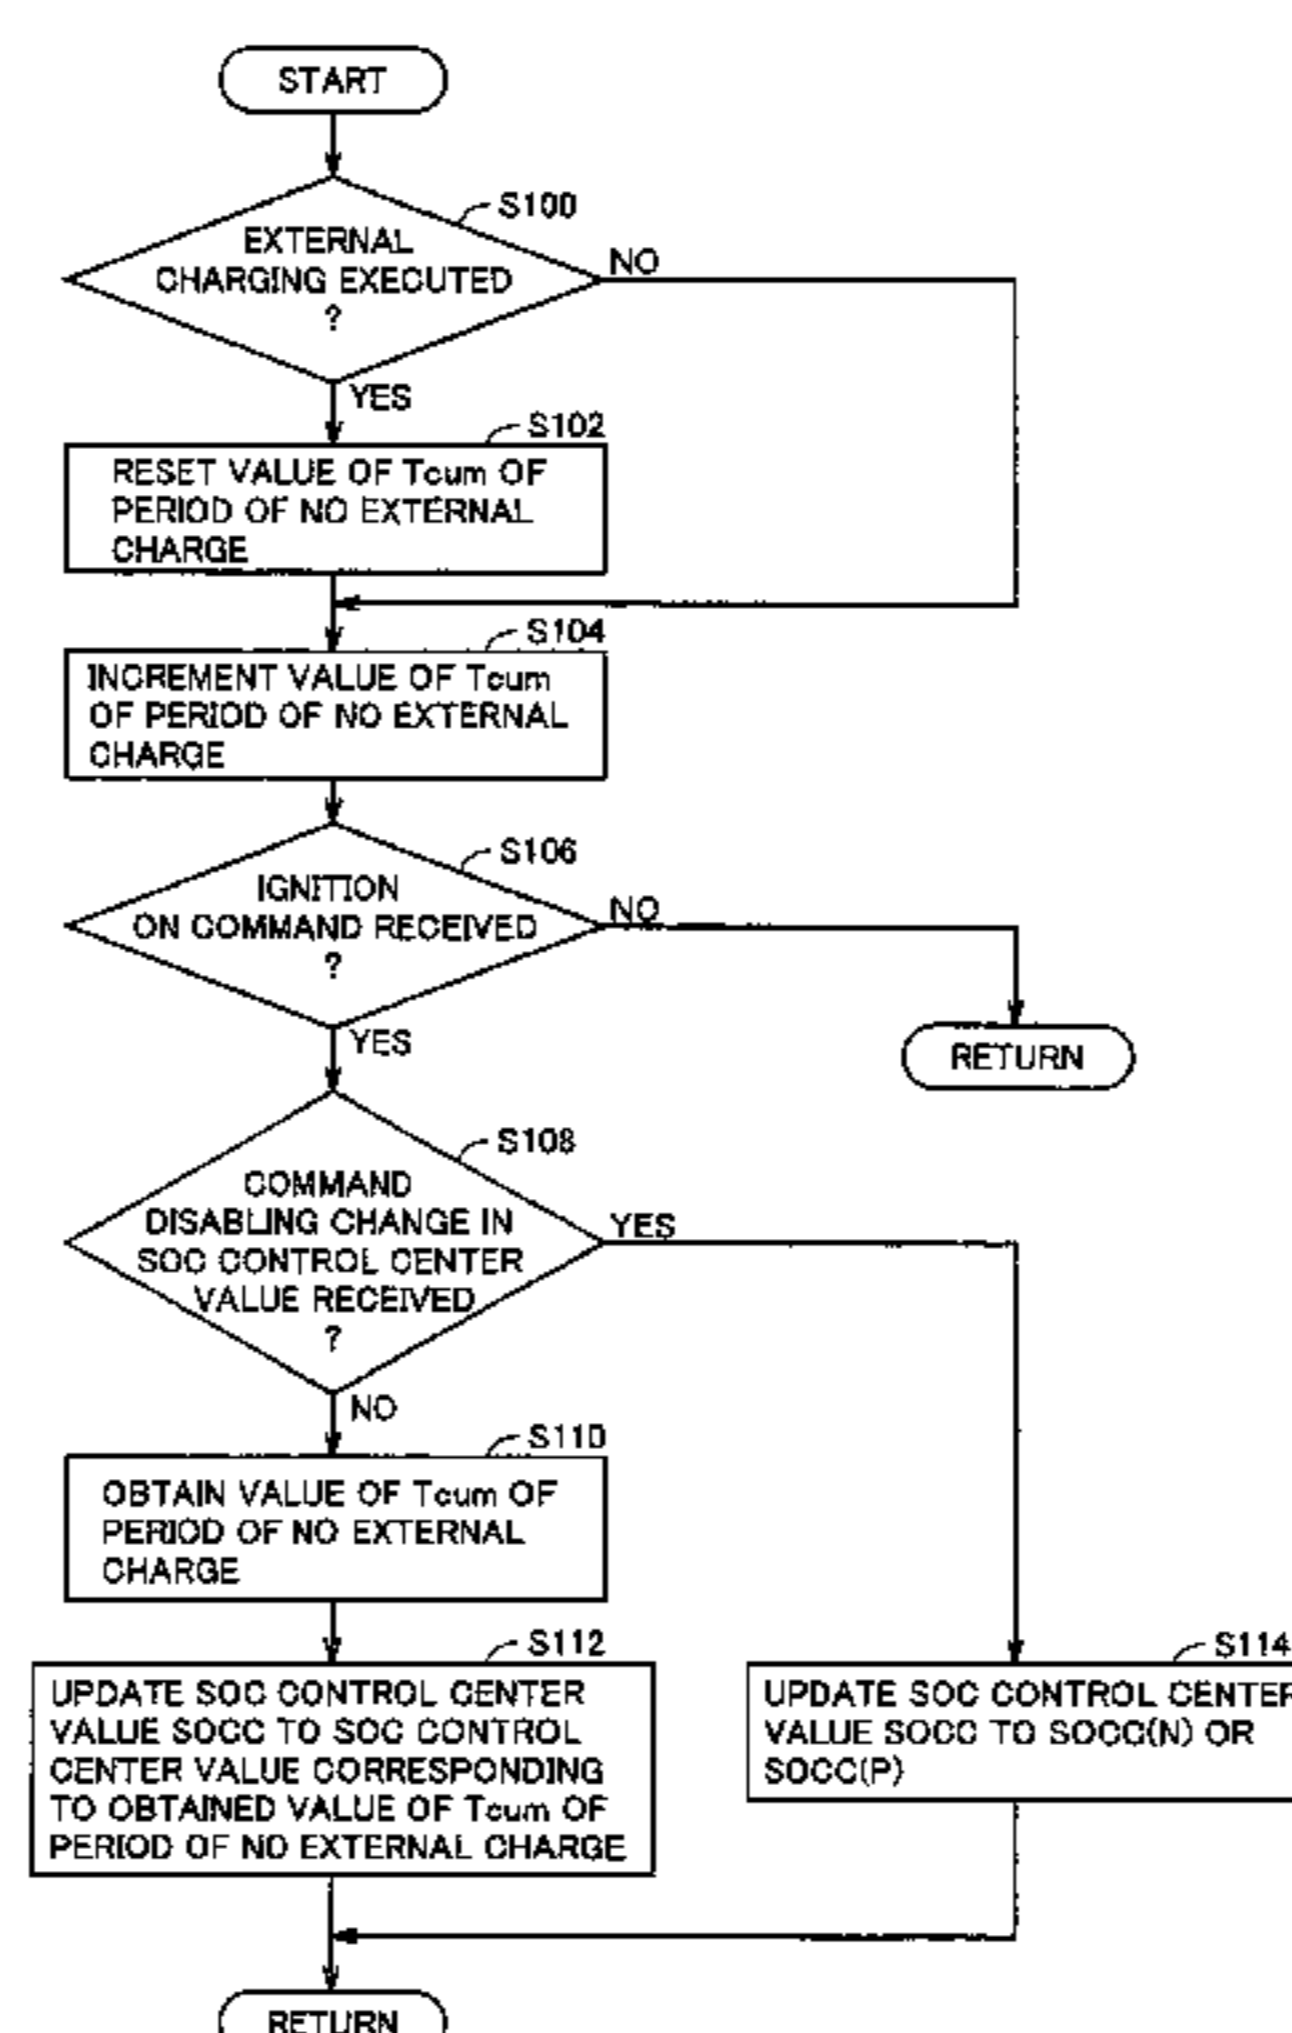 START
S100
EXTERNAL
CHARGING EXECUTED
?
NO
YES
S102
RESET VALUE OF Tcum OF
PERIOD OF NO EXTERNAL
CHARGE
S104
INCREMENT VALUE OF Tcum
OF PERIOD OF NO EXTERNAL
CHARGE
S106
IGNITION
ON COMMAND RECEIVED
?
NO
YES
RETURN
S108
COMMAND
DISABLING CHANGE IN
SOC CONTROL CENTER
VALUE RECEIVED
?
YES
NO
S110
OBTAIN VALUE OF Tcum OF
PERIOD OF NO EXTERNAL
CHARGE
S112
UPDATE SOC CONTROL CENTER
VALUE SOCC TO SOC CONTROL
CENTER VALUE CORRESPONDING
TO OBTAINED VALUE OF Tcum OF
PERIOD OF NO EXTERNAL CHARGE
S114
UPDATE SOC CONTROL CENTER
VALUE SOCC TO SOCC(N) OR
SOCC(P)
RETURN